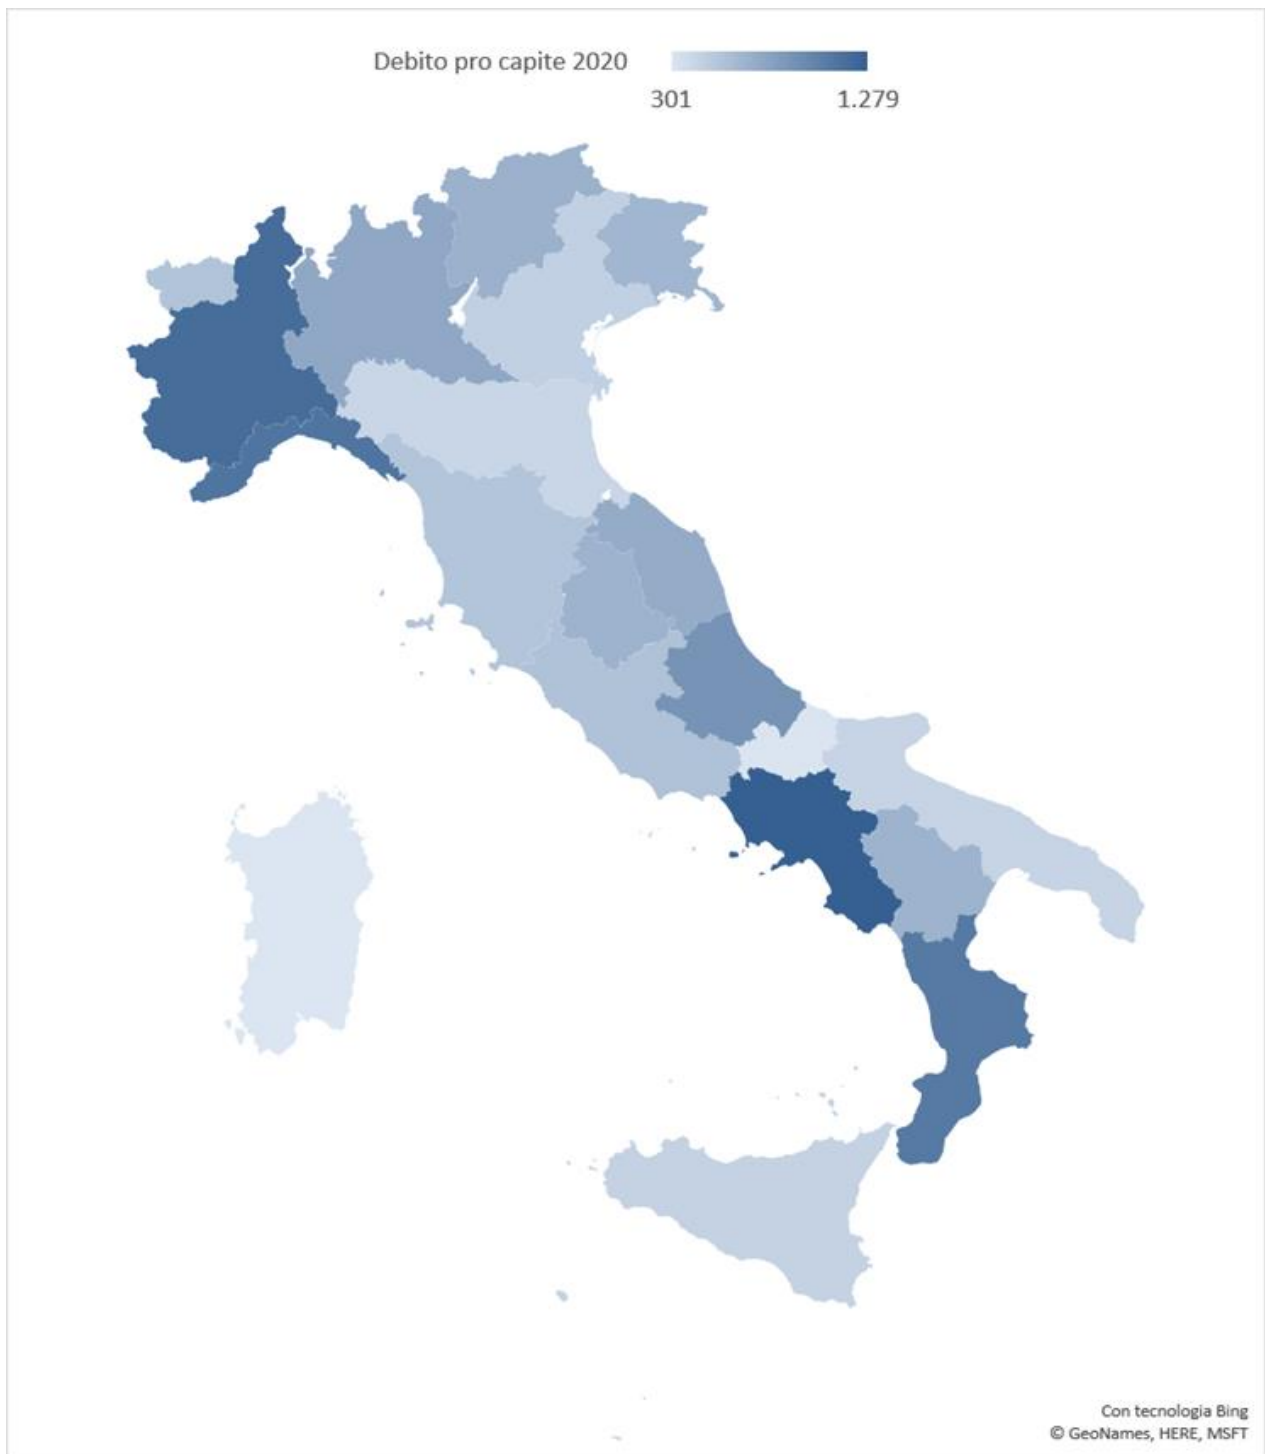 Debito pro capite 2020
301 1.279
Con tecnologia Bing
© GeoNames, HERE, MSFT